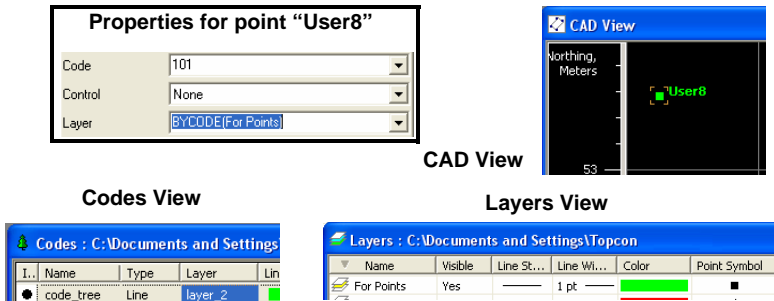 Properties for point “User8”
Code 101
Control None
Layer BYCODE(For Points)
CAD View
Northing,
Meters
User8
53
CAD View
Codes View
Layers View
Codes : C:\Documents and Settings\
I.. Name Type Layer Lin
code_tree Line layer_2
Layers : C:\Documents and Settings\Topcon
Name Visible Line St... Line Wi... Color Point Symbol
For Points Yes 1 pt